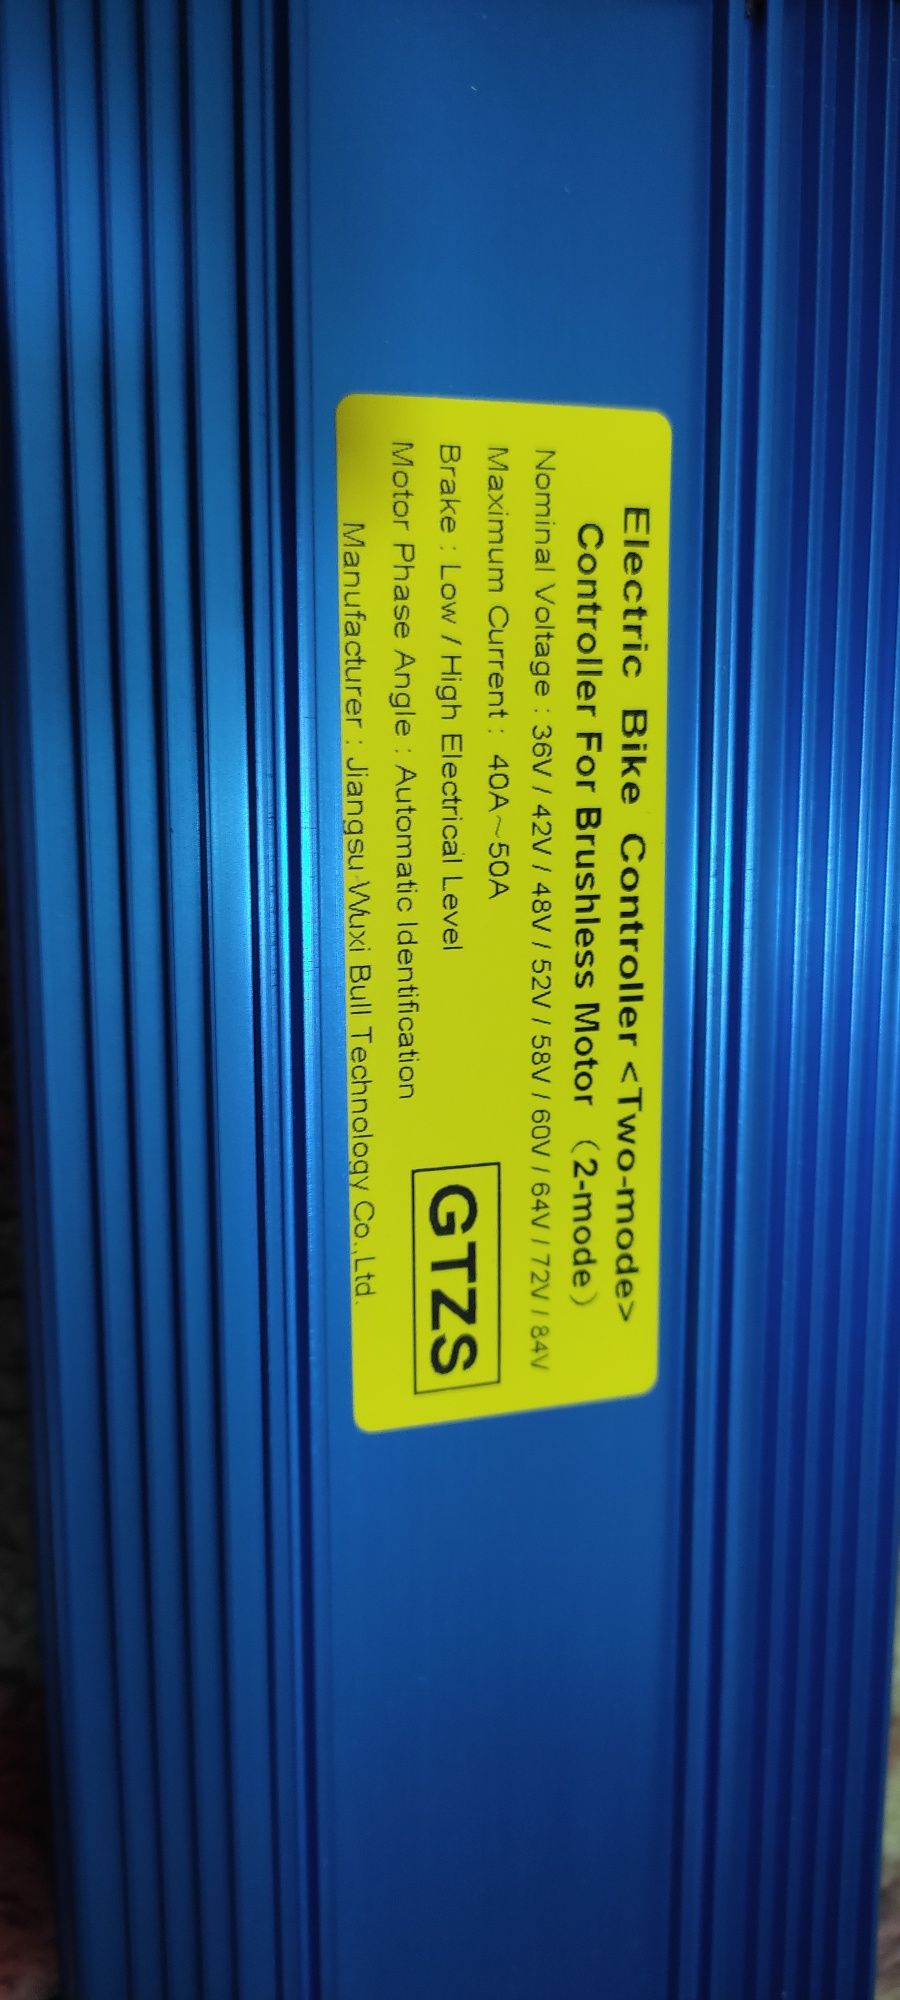 Electric Bike Controller <Two-mode>
Controller For Brushless Motor （2-mode）
Nominal Voltage : 36V / 42V / 48V / 52V / 58V / 60V / 64V / 72V / 84V
Maximum Current : 40A～50A
Brake : Low / High Electrical Level
Motor Phase Angle : Automatic Identification
GTZS
Manufacturer : Jiangsu Wuxi Bull Technology Co.,Ltd.